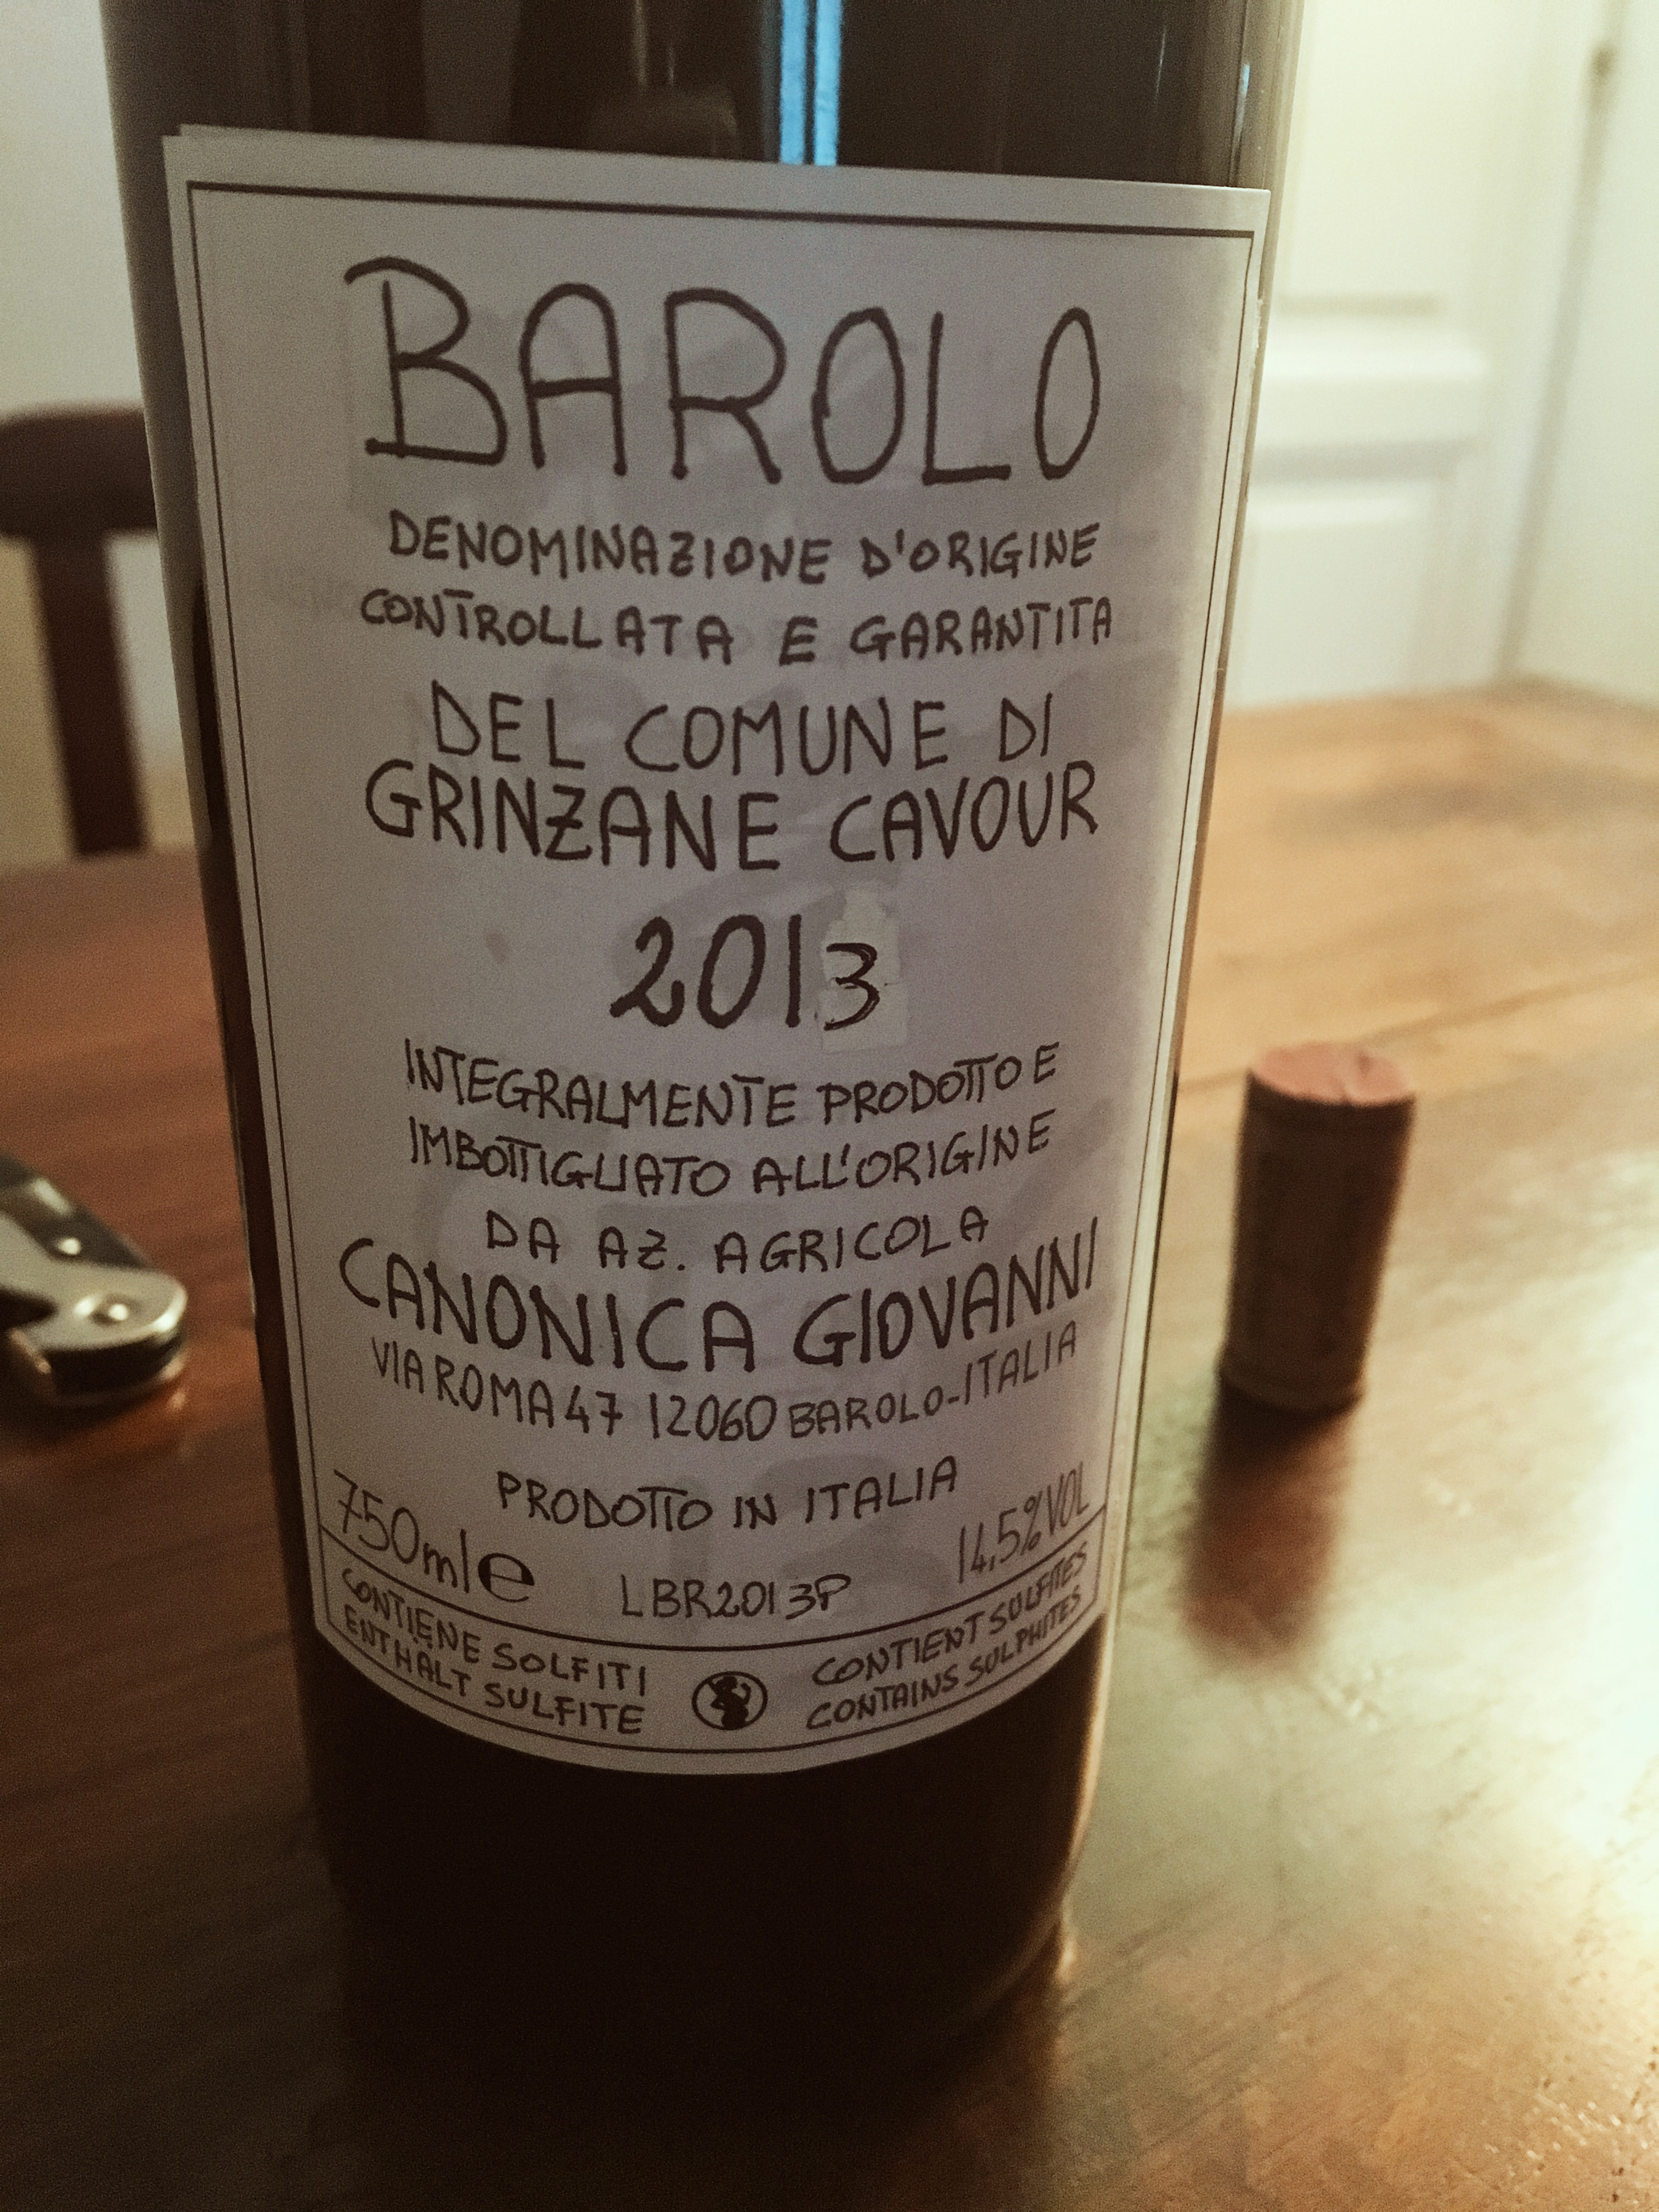 BAROLO
DENOMINAZIONE D'ORIGINE
CONTROLLATA E GARANTITA
DEL COMUNE DI
GRINZANE CAVOUR
2013
INTEGRALMENTE PRODOTTO E
IMBOTTIGLIATO ALL'ORIGINE
DA AZ. AGRICOLA
CANONICA GIOVANNI
VIA ROMA 47 12060 BAROLO-ITALIA
PRODOTTO IN ITALIA
750ml e LBR2013P 14,5%VOL
CONTIENE SOLFITI CONTIENT SULFITES
ENTHÄLT SULFITE CONTAINS SULPHITES